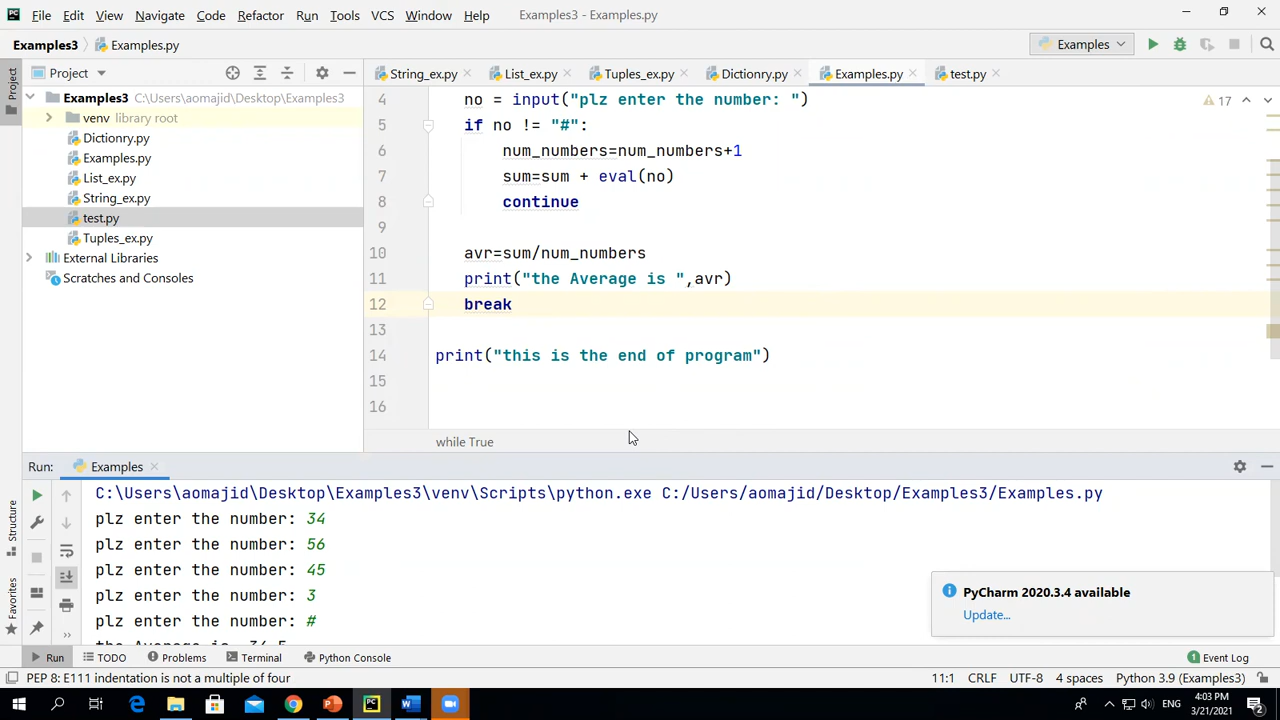 File Edit View Navigate Code Refactor Run Tools VCS Window Help Examples3 - Examples.py
Examples3 Examples.py Examples
Project String_ex.py List_ex.py Tuples_ex.py Dictionry.py Examples.py test.py
Examples3 C:\Users\aomajid\Desktop\Examples3
venv library root
Dictionry.py
Examples.py
List_ex.py
String_ex.py
test.py
Tuples_ex.py
External Libraries
Scratches and Consoles
4 no = input("plz enter the number: ")
17
5 if no != "#":
6 num_numbers=num_numbers+1
7 sum=sum + eval(no)
8 continue
9
10 avr=sum/num_numbers
11 print("the Average is ",avr)
12 break
13
14 print("this is the end of program")
15
16
while True
Run: Examples
C:\Users\aomajid\Desktop\Examples3\venv\Scripts\python.exe C:/Users/aomajid/Desktop/Examples3/Examples.py
plz enter the number: 34
plz enter the number: 56
plz enter the number: 45
plz enter the number: 3
plz enter the number: #
the Average is 34.5
PyCharm 2020.3.4 available
Update...
Project
Structure
Favorites
Run TODO Problems Terminal Python Console Event Log
PEP 8: E111 indentation is not a multiple of four 11:1 CRLF UTF-8 4 spaces Python 3.9 (Examples3)
ENG 4:03 PM
3/21/2021
2